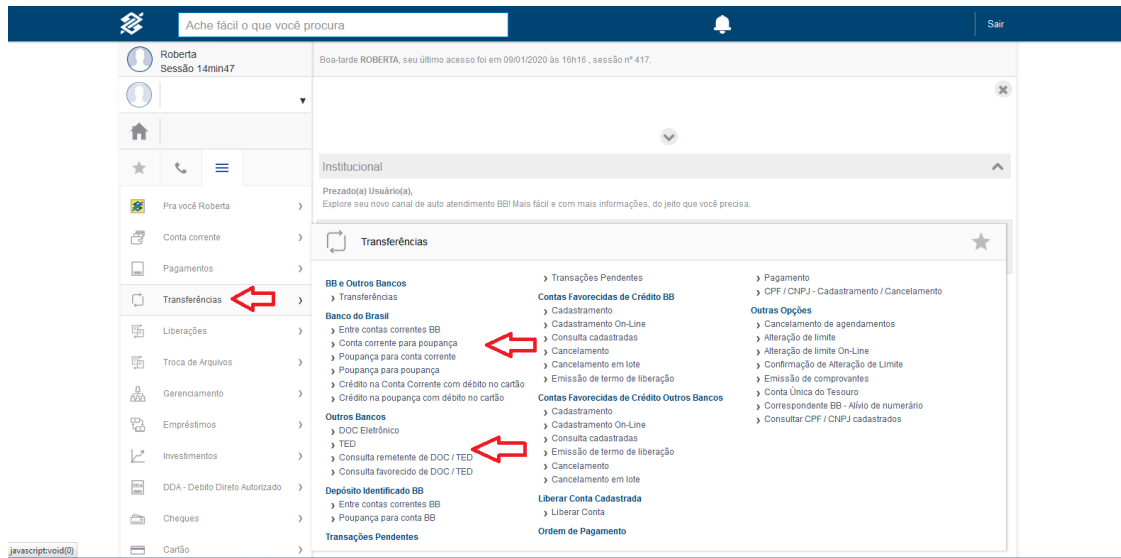 Ache fácil o que você procura
Sair
Roberta
Sessão 14min47
Boa-tarde ROBERTA, seu último acesso foi em 09/01/2020 às 16h16 , sessão nº 417.
Institucional
Prezado(a) Usuário(a),
Explore seu novo canal de auto atendimento BB! Mais fácil e com mais informações, do jeito que você precisa.
Pra você Roberta
Conta corrente
Pagamentos
Transferências
Liberações
Troca de Arquivos
Gerenciamento
Empréstimos
Investimentos
DDA - Debito Direto Autorizado
Cheques
Cartão
Transferências
BB e Outros Bancos
Transferências
Banco do Brasil
Entre contas correntes BB
Conta corrente para poupança
Poupança para conta corrente
Poupança para poupança
Crédito na Conta Corrente com débito no cartão
Crédito na poupança com débito no cartão
Outros Bancos
DOC Eletrônico
TED
Consulta remetente de DOC / TED
Consulta favorecido de DOC / TED
Depósito Identificado BB
Entre contas correntes BB
Poupança para conta BB
Transações Pendentes
Transações Pendentes
Contas Favorecidas de Crédito BB
Cadastramento
Cadastramento On-Line
Consulta cadastradas
Cancelamento
Cancelamento em lote
Emissão de termo de liberação
Contas Favorecidas de Crédito Outros Bancos
Cadastramento
Cadastramento On-Line
Consulta cadastradas
Emissão de termo de liberação
Cancelamento
Cancelamento em lote
Liberar Conta Cadastrada
Liberar Conta
Ordem de Pagamento
Pagamento
CPF / CNPJ - Cadastramento / Cancelamento
Outras Opções
Cancelamento de agendamentos
Alteração de limite
Alteração de limite On-Line
Confirmação de Alteração de Limite
Emissão de comprovantes
Conta Única do Tesouro
Correspondente BB - Alívio de numerário
Consultar CPF / CNPJ cadastrados
javascript:void(0)